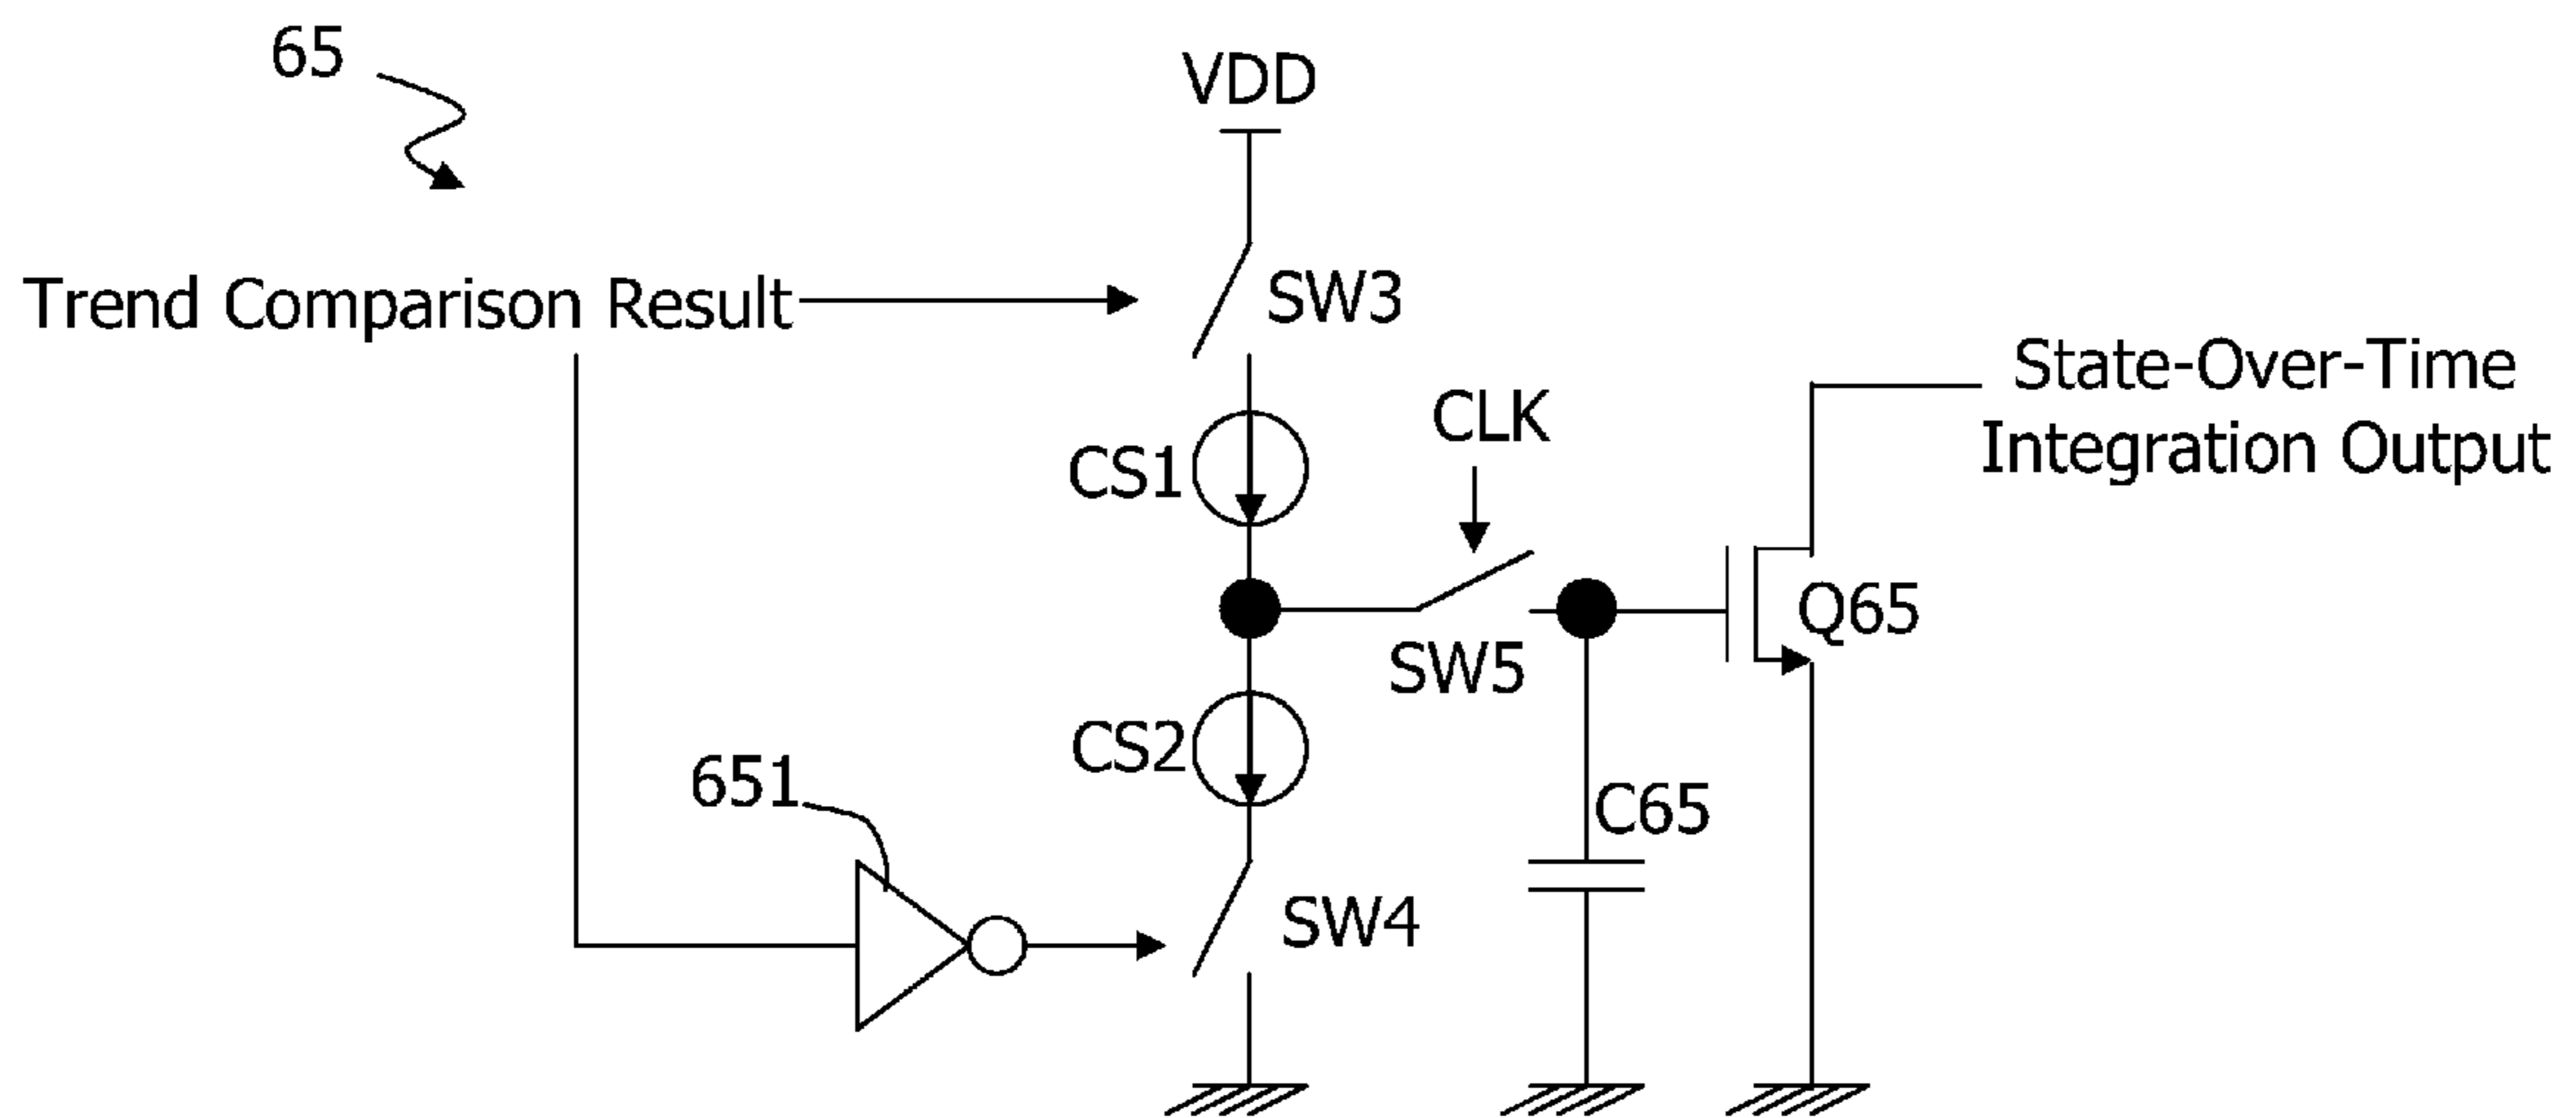 65
VDD
Trend Comparison Result
SW3
State-Over-Time
Integration Output
CLK
CS1
Q65
SW5
CS2
651
C65
SW4